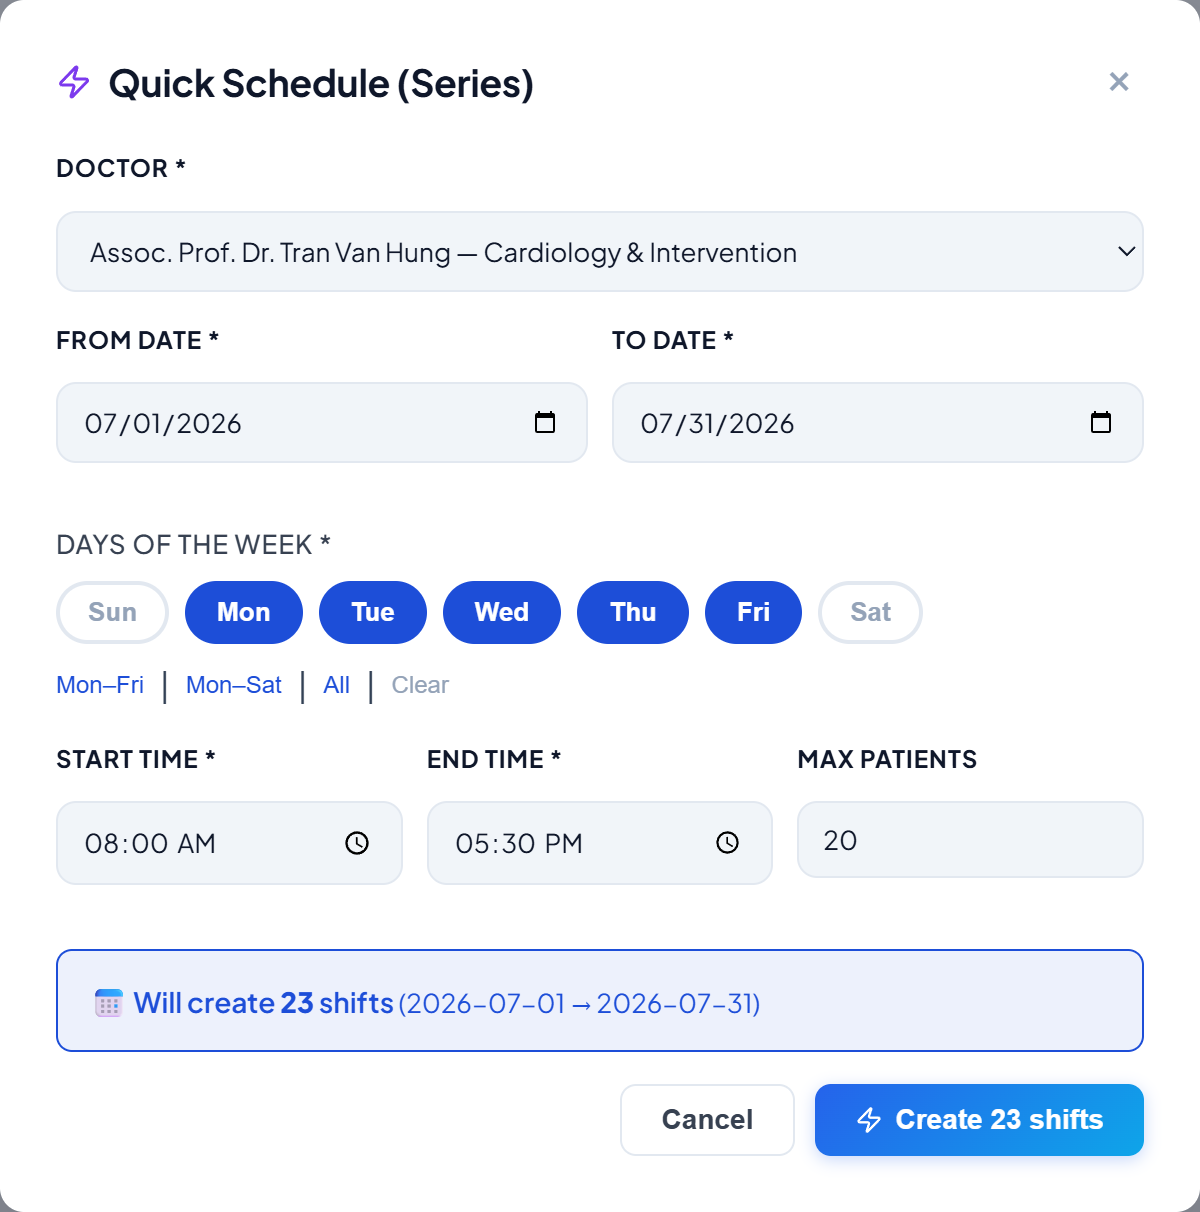 Quick Schedule (Series)
DOCTOR *
Assoc. Prof. Dr. Tran Van Hung — Cardiology & Intervention
FROM DATE * TO DATE *
07/01/2026 07/31/2026
DAYS OF THE WEEK *
Sun Mon Tue Wed Thu Fri Sat
Mon–Fri | Mon–Sat | All | Clear
START TIME * END TIME * MAX PATIENTS
08:00 AM 05:30 PM 20
Will create 23 shifts (2026-07-01 → 2026-07-31)
Cancel Create 23 shifts